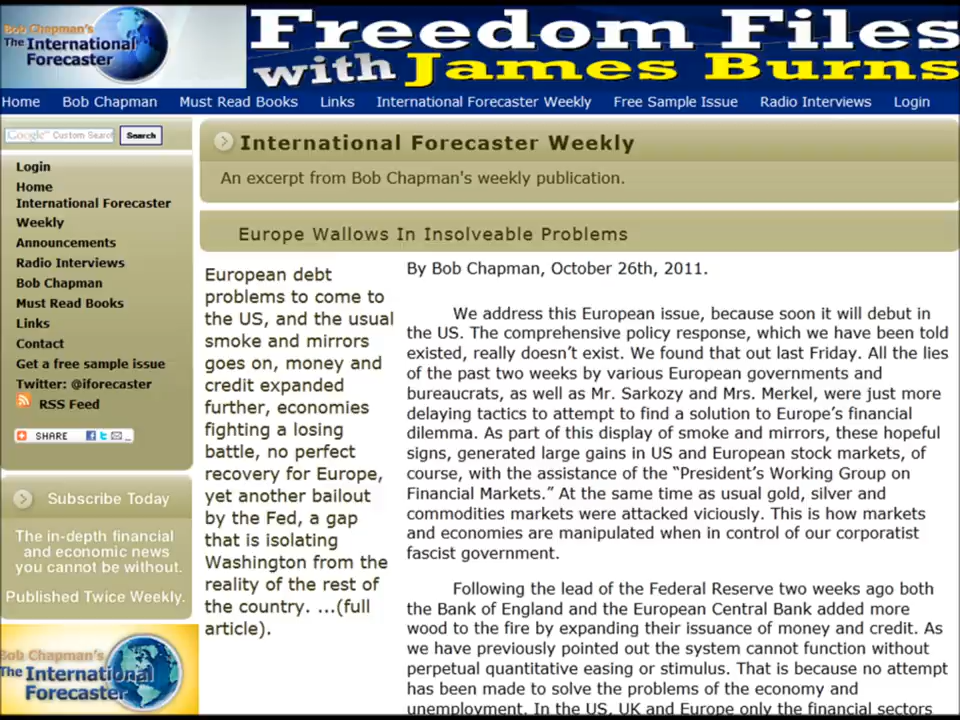 Bob Chapman's
The International
Forecaster
Freedom Files
with James Burns
Home Bob Chapman Must Read Books Links International Forecaster Weekly Free Sample Issue Radio Interviews Login
Google™ Custom Search Search
Login
Home
International Forecaster
Weekly
Announcements
Radio Interviews
Bob Chapman
Must Read Books
Links
Contact
Get a free sample issue
Twitter: @iforecaster
RSS Feed
SHARE
Subscribe Today
The in-depth financial
and economic news
you cannot be without.
Published Twice Weekly.
Bob Chapman's
The International
Forecaster
International Forecaster Weekly
An excerpt from Bob Chapman's weekly publication.
Europe Wallows In Insolveable Problems
European debt
problems to come to
the US, and the usual
smoke and mirrors
goes on, money and
credit expanded
further, economies
fighting a losing
battle, no perfect
recovery for Europe,
yet another bailout
by the Fed, a gap
that is isolating
Washington from the
reality of the rest of
the country. ...(full
article).
By Bob Chapman, October 26th, 2011.
We address this European issue, because soon it will debut in
the US. The comprehensive policy response, which we have been told
existed, really doesn't exist. We found that out last Friday. All the lies
of the past two weeks by various European governments and
bureaucrats, as well as Mr. Sarkozy and Mrs. Merkel, were just more
delaying tactics to attempt to find a solution to Europe's financial
dilemma. As part of this display of smoke and mirrors, these hopeful
signs, generated large gains in US and European stock markets, of
course, with the assistance of the “President's Working Group on
Financial Markets.” At the same time as usual gold, silver and
commodities markets were attacked viciously. This is how markets
and economies are manipulated when in control of our corporatist
fascist government.
Following the lead of the Federal Reserve two weeks ago both
the Bank of England and the European Central Bank added more
wood to the fire by expanding their issuance of money and credit. As
we have previously pointed out the system cannot function without
perpetual quantitative easing or stimulus. That is because no attempt
has been made to solve the problems of the economy and
unemployment. In the US, UK and Europe only the financial sectors